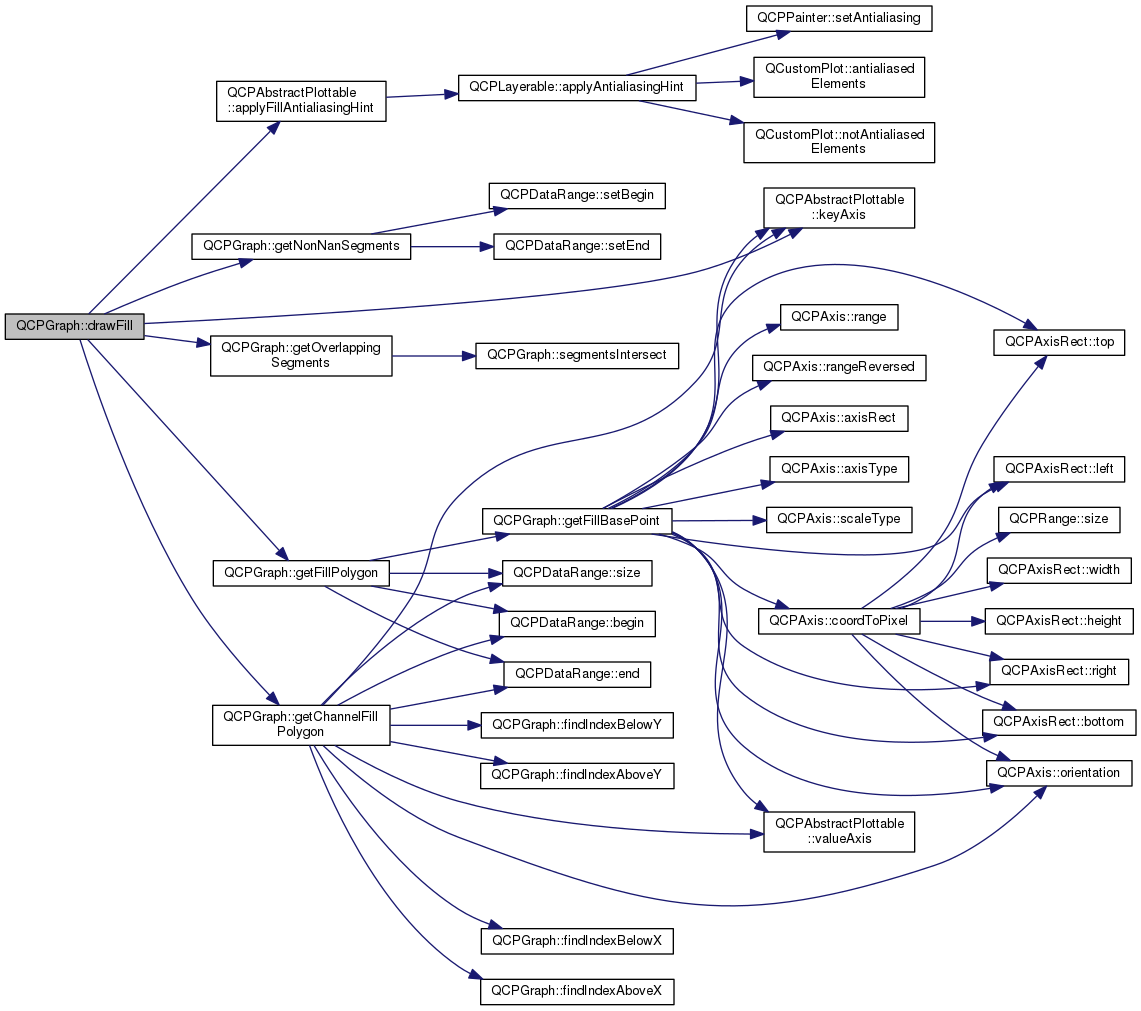 QCPGraph::drawFill
QCPAbstractPlottable
::applyFillAntialiasingHint
QCPLayerable::applyAntialiasingHint
QCPPainter::setAntialiasing
QCustomPlot::antialiased
Elements
QCustomPlot::notAntialiased
Elements
QCPGraph::getNonNanSegments
QCPDataRange::setBegin
QCPDataRange::setEnd
QCPAbstractPlottable
::keyAxis
QCPGraph::getOverlapping
Segments
QCPGraph::segmentsIntersect
QCPGraph::getFillPolygon
QCPGraph::getFillBasePoint
QCPAxis::range
QCPAxis::rangeReversed
QCPAxis::axisRect
QCPAxis::axisType
QCPAxis::scaleType
QCPAxis::coordToPixel
QCPAxisRect::top
QCPAxisRect::left
QCPRange::size
QCPAxisRect::width
QCPAxisRect::height
QCPAxisRect::right
QCPAxisRect::bottom
QCPAxis::orientation
QCPAbstractPlottable
::valueAxis
QCPDataRange::size
QCPDataRange::begin
QCPDataRange::end
QCPGraph::getChannelFill
Polygon
QCPGraph::findIndexBelowY
QCPGraph::findIndexAboveY
QCPGraph::findIndexBelowX
QCPGraph::findIndexAboveX